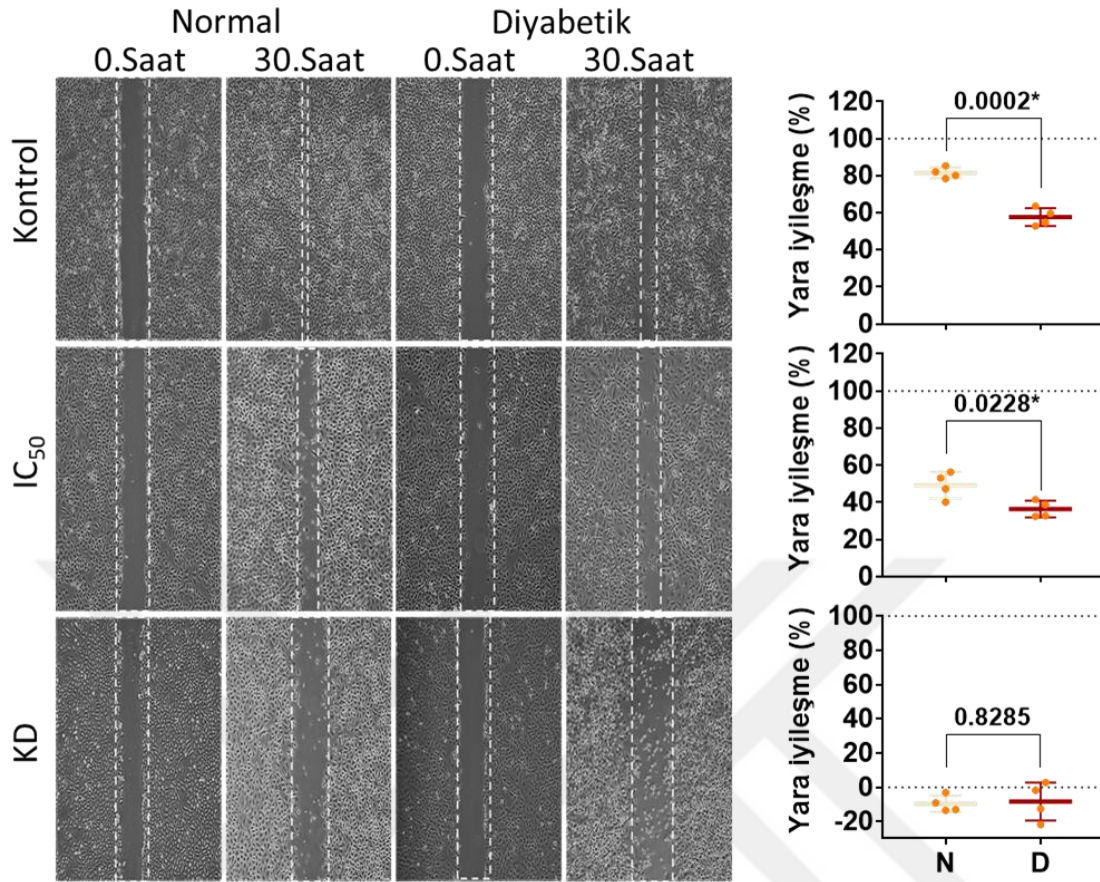 Normal Diyabetik
0.Saat 30.Saat 0.Saat 30.Saat
Kontrol
Yara iyileşme (%)
120
100
80
60
40
20
0
0.0002*
IC₅₀
Yara iyileşme (%)
120
100
80
60
40
20
0
0.0228*
KD
Yara iyileşme (%)
100
80
60
40
20
0
-20
0.8285
N D